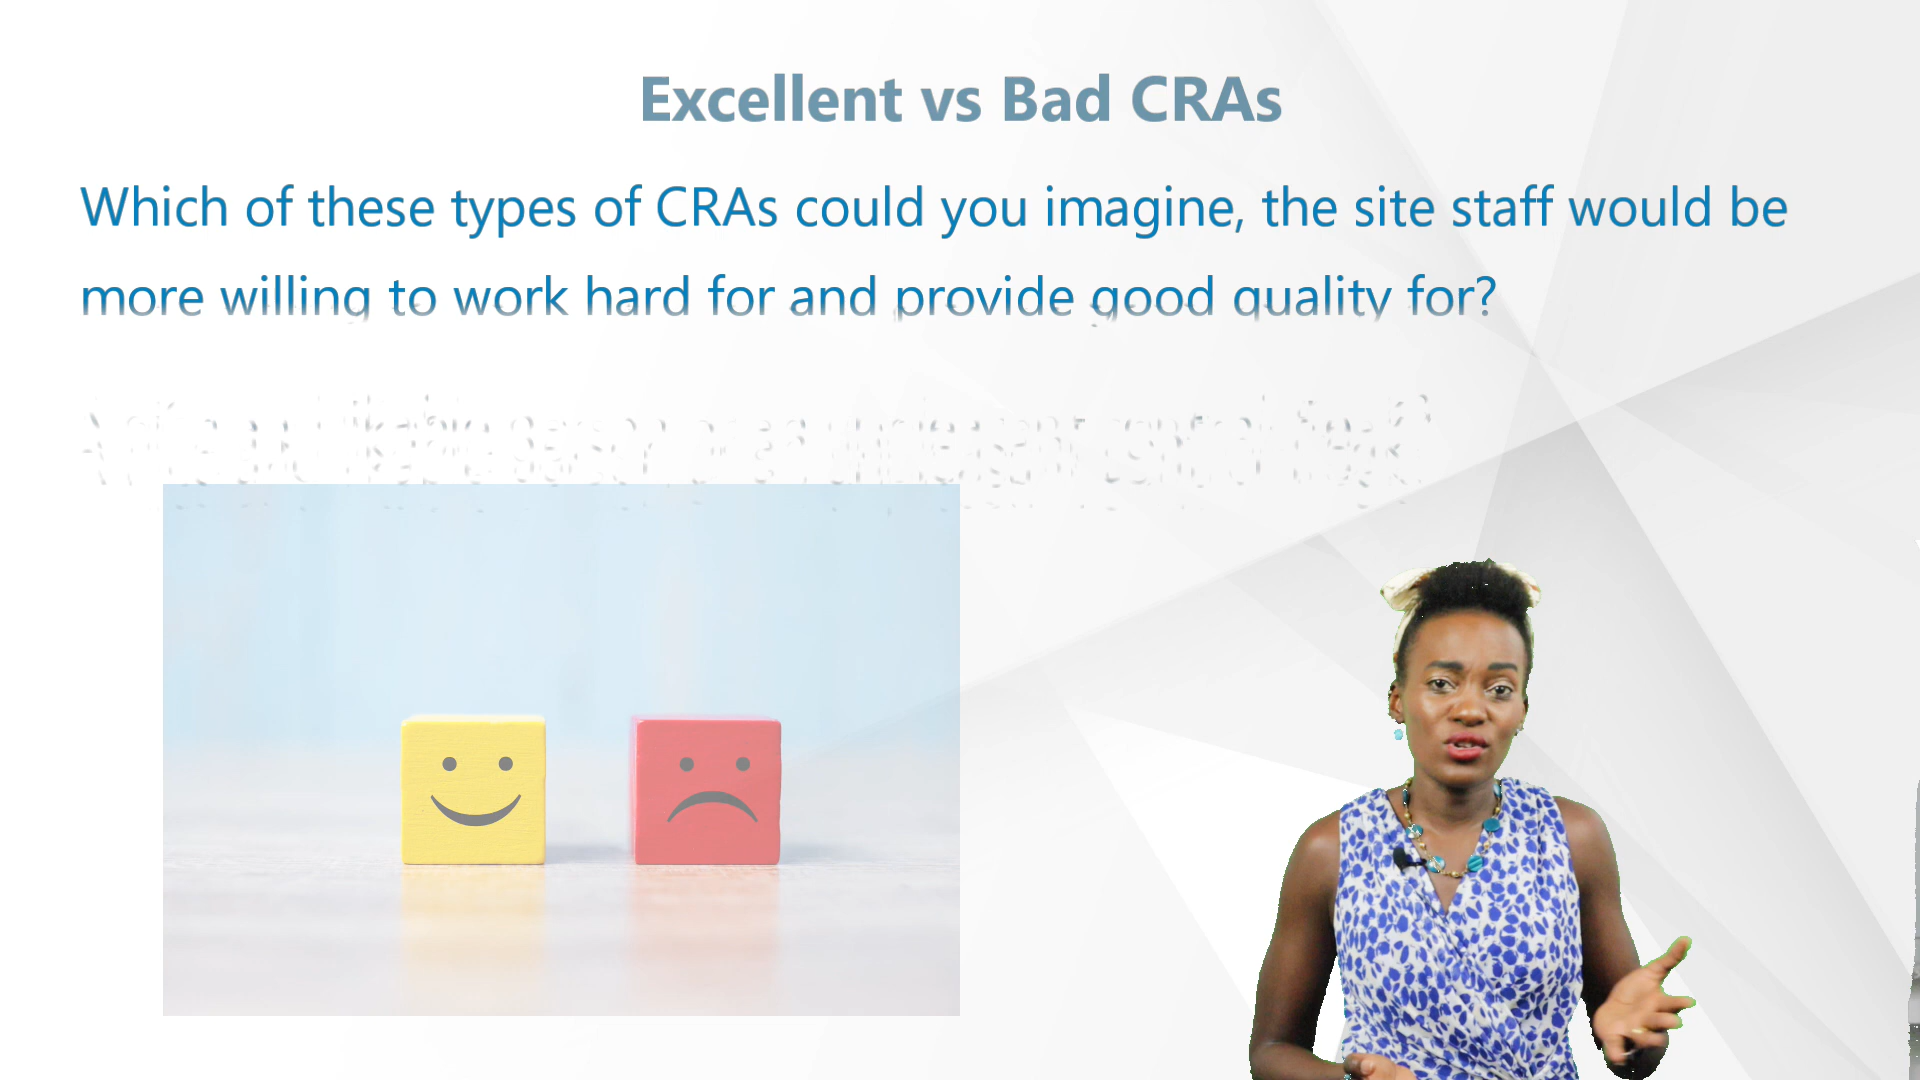 Excellent vs Bad CRAs
Which of these types of CRAs could you imagine, the site staff would be
more willing to work hard for and provide good quality for?